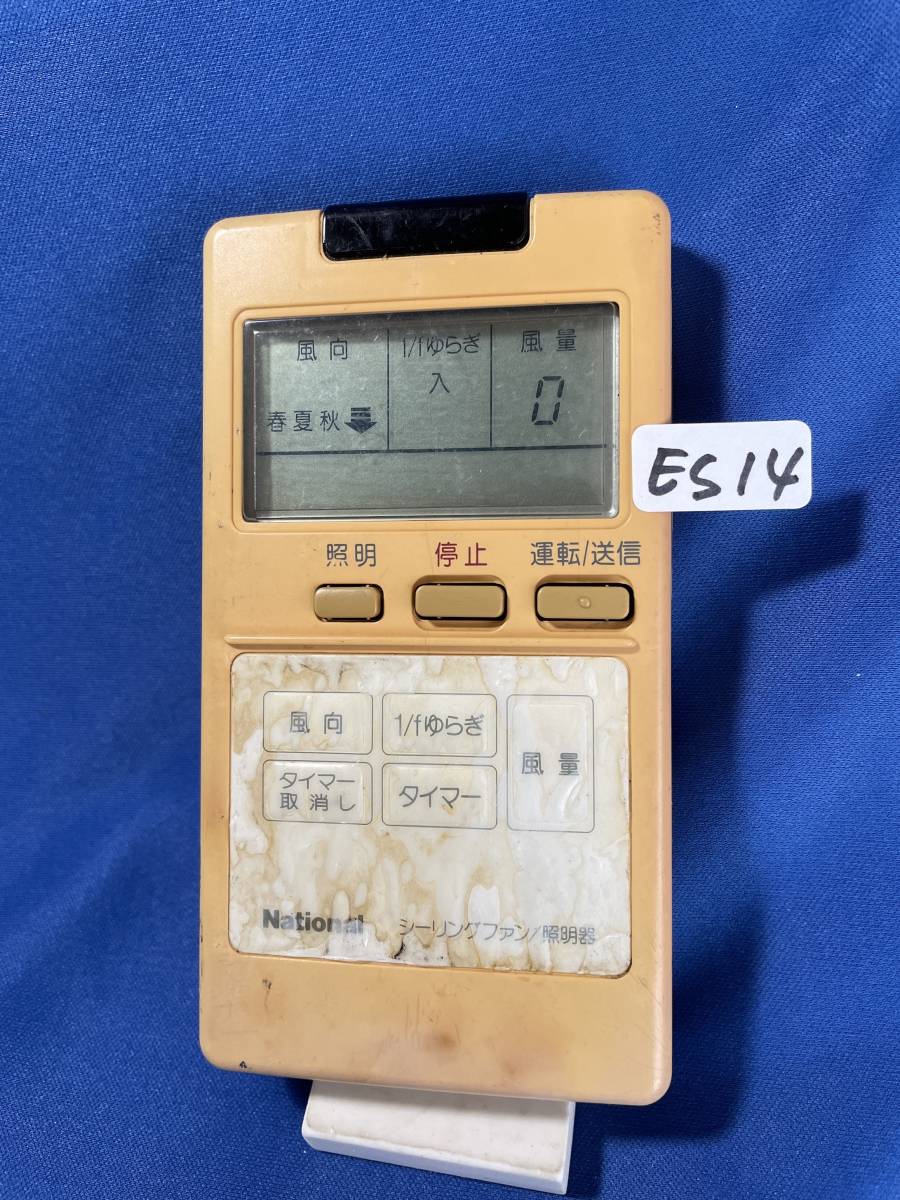 風向 1/fゆらぎ 風量
入 0
春夏秋
ES14
照明 停止 運転/送信
風向 1/fゆらぎ 風量
タイマー
取消し タイマー
National シーリングファン/照明器